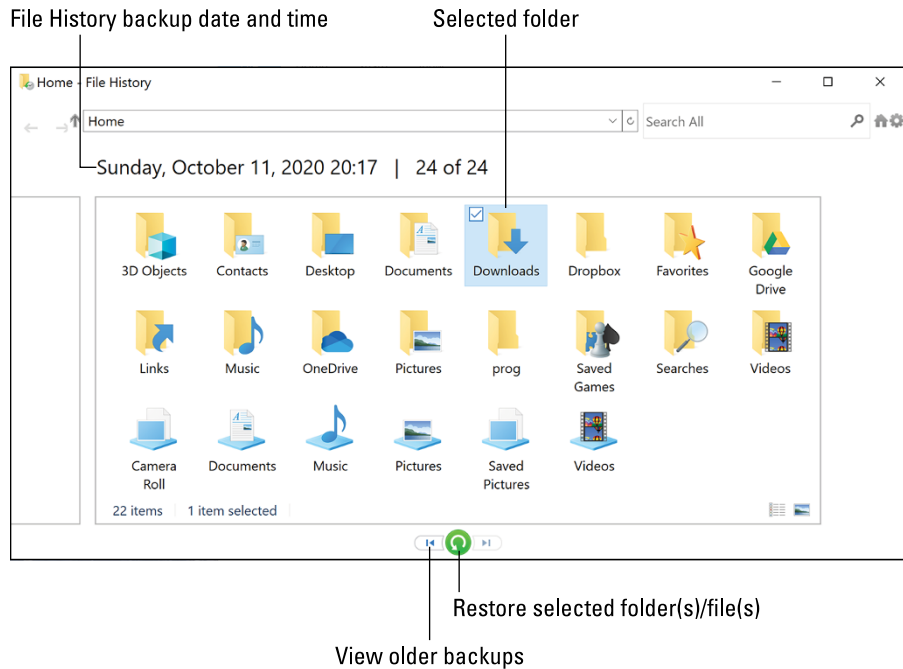 File History backup date and time
Selected folder
Home - File History
Home
Search All
Sunday, October 11, 2020 20:17 | 24 of 24
3D Objects
Contacts
Desktop
Documents
Downloads
Dropbox
Favorites
Google
Drive
Links
Music
OneDrive
Pictures
prog
Saved
Games
Searches
Videos
Camera
Roll
Documents
Music
Pictures
Saved
Pictures
Videos
22 items
1 item selected
Restore selected folder(s)/file(s)
View older backups